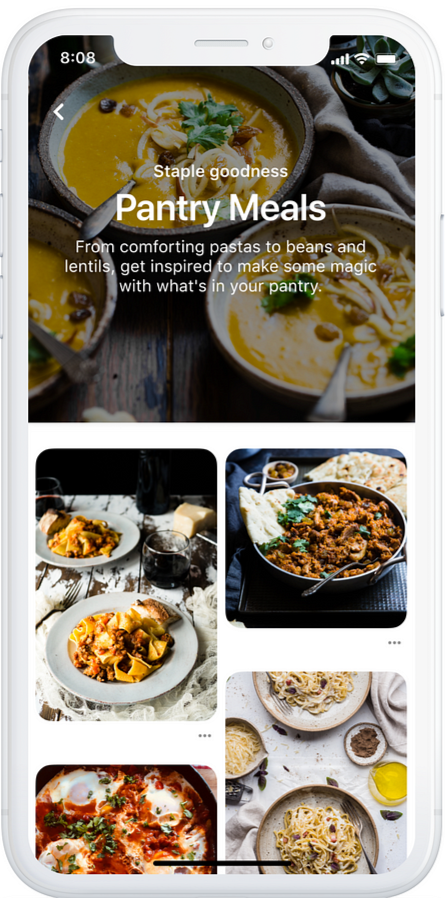 8:08
Staple goodness
Pantry Meals
From comforting pastas to beans and
lentils, get inspired to make some magic
with what's in your pantry.